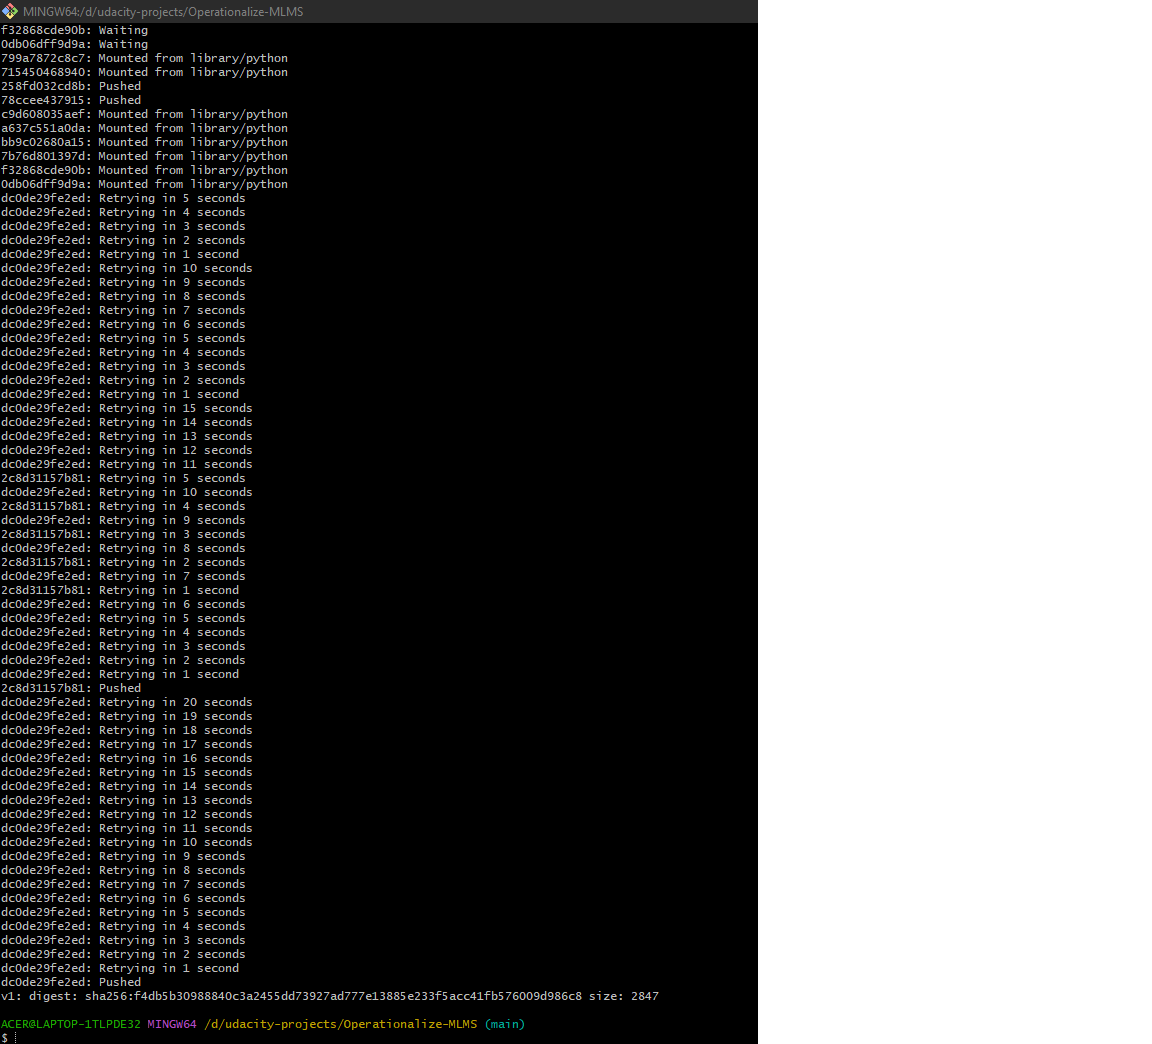 MINGW64:/d/udacity-projects/Operationalize-MLMS
f32868cde90b: Waiting
0db06dff9d9a: Waiting
799a7872c8c7: Mounted from library/python
715450468940: Mounted from library/python
258fd032cd8b: Pushed
78ccee437915: Pushed
c9d608035aef: Mounted from library/python
a637c551a0da: Mounted from library/python
bb9c02680a15: Mounted from library/python
7b76d801397d: Mounted from library/python
f32868cde90b: Mounted from library/python
0db06dff9d9a: Mounted from library/python
dc0de29fe2ed: Retrying in 5 seconds
dc0de29fe2ed: Retrying in 4 seconds
dc0de29fe2ed: Retrying in 3 seconds
dc0de29fe2ed: Retrying in 2 seconds
dc0de29fe2ed: Retrying in 1 second
dc0de29fe2ed: Retrying in 10 seconds
dc0de29fe2ed: Retrying in 9 seconds
dc0de29fe2ed: Retrying in 8 seconds
dc0de29fe2ed: Retrying in 7 seconds
dc0de29fe2ed: Retrying in 6 seconds
dc0de29fe2ed: Retrying in 5 seconds
dc0de29fe2ed: Retrying in 4 seconds
dc0de29fe2ed: Retrying in 3 seconds
dc0de29fe2ed: Retrying in 2 seconds
dc0de29fe2ed: Retrying in 1 second
dc0de29fe2ed: Retrying in 15 seconds
dc0de29fe2ed: Retrying in 14 seconds
dc0de29fe2ed: Retrying in 13 seconds
dc0de29fe2ed: Retrying in 12 seconds
dc0de29fe2ed: Retrying in 11 seconds
2c8d31157b81: Retrying in 5 seconds
dc0de29fe2ed: Retrying in 10 seconds
2c8d31157b81: Retrying in 4 seconds
dc0de29fe2ed: Retrying in 9 seconds
2c8d31157b81: Retrying in 3 seconds
dc0de29fe2ed: Retrying in 8 seconds
2c8d31157b81: Retrying in 2 seconds
dc0de29fe2ed: Retrying in 7 seconds
2c8d31157b81: Retrying in 1 second
dc0de29fe2ed: Retrying in 6 seconds
dc0de29fe2ed: Retrying in 5 seconds
dc0de29fe2ed: Retrying in 4 seconds
dc0de29fe2ed: Retrying in 3 seconds
dc0de29fe2ed: Retrying in 2 seconds
dc0de29fe2ed: Retrying in 1 second
2c8d31157b81: Pushed
dc0de29fe2ed: Retrying in 20 seconds
dc0de29fe2ed: Retrying in 19 seconds
dc0de29fe2ed: Retrying in 18 seconds
dc0de29fe2ed: Retrying in 17 seconds
dc0de29fe2ed: Retrying in 16 seconds
dc0de29fe2ed: Retrying in 15 seconds
dc0de29fe2ed: Retrying in 14 seconds
dc0de29fe2ed: Retrying in 13 seconds
dc0de29fe2ed: Retrying in 12 seconds
dc0de29fe2ed: Retrying in 11 seconds
dc0de29fe2ed: Retrying in 10 seconds
dc0de29fe2ed: Retrying in 9 seconds
dc0de29fe2ed: Retrying in 8 seconds
dc0de29fe2ed: Retrying in 7 seconds
dc0de29fe2ed: Retrying in 6 seconds
dc0de29fe2ed: Retrying in 5 seconds
dc0de29fe2ed: Retrying in 4 seconds
dc0de29fe2ed: Retrying in 3 seconds
dc0de29fe2ed: Retrying in 2 seconds
dc0de29fe2ed: Retrying in 1 second
dc0de29fe2ed: Pushed
v1: digest: sha256:f4db5b30988840c3a2455dd73927ad777e13885e233f5acc41fb576009d986c8 size: 2847
ACER@LAPTOP-1TLPDE32 MINGW64 /d/udacity-projects/Operationalize-MLMS (main)
$